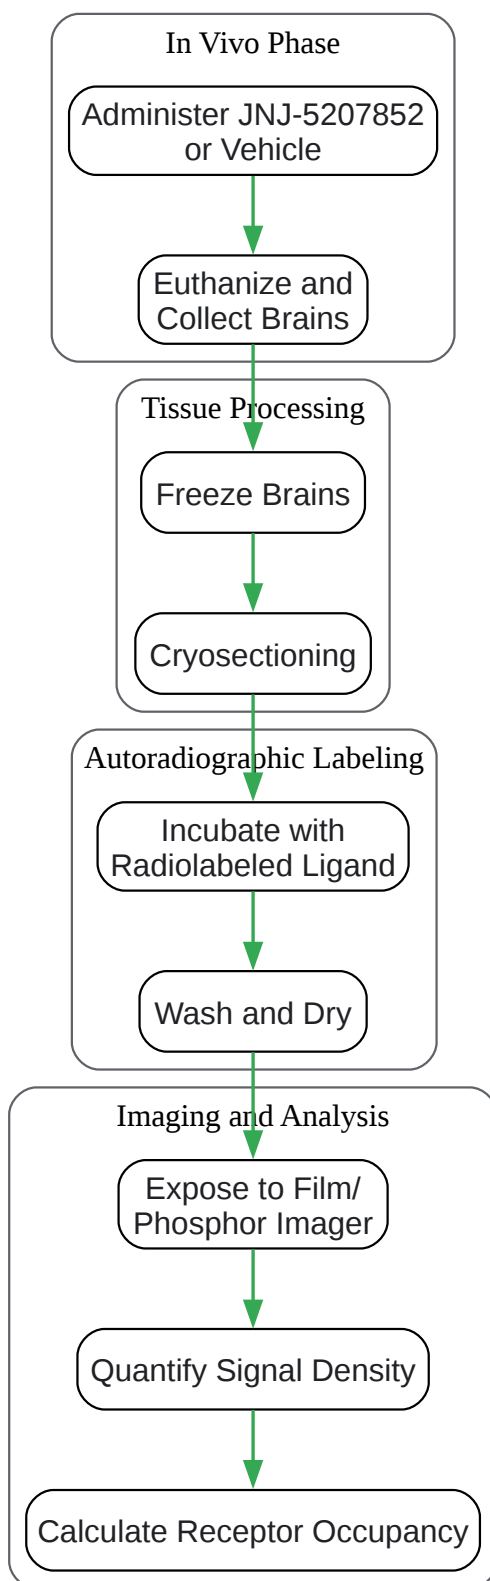 In Vivo Phase
Administer JNJ-5207852
or Vehicle
Euthanize and
Collect Brains
Tissue Processing
Freeze Brains
Cryosectioning
Autoradiographic Labeling
Incubate with
Radiolabeled Ligand
Wash and Dry
Imaging and Analysis
Expose to Film/
Phosphor Imager
Quantify Signal Density
Calculate Receptor Occupancy